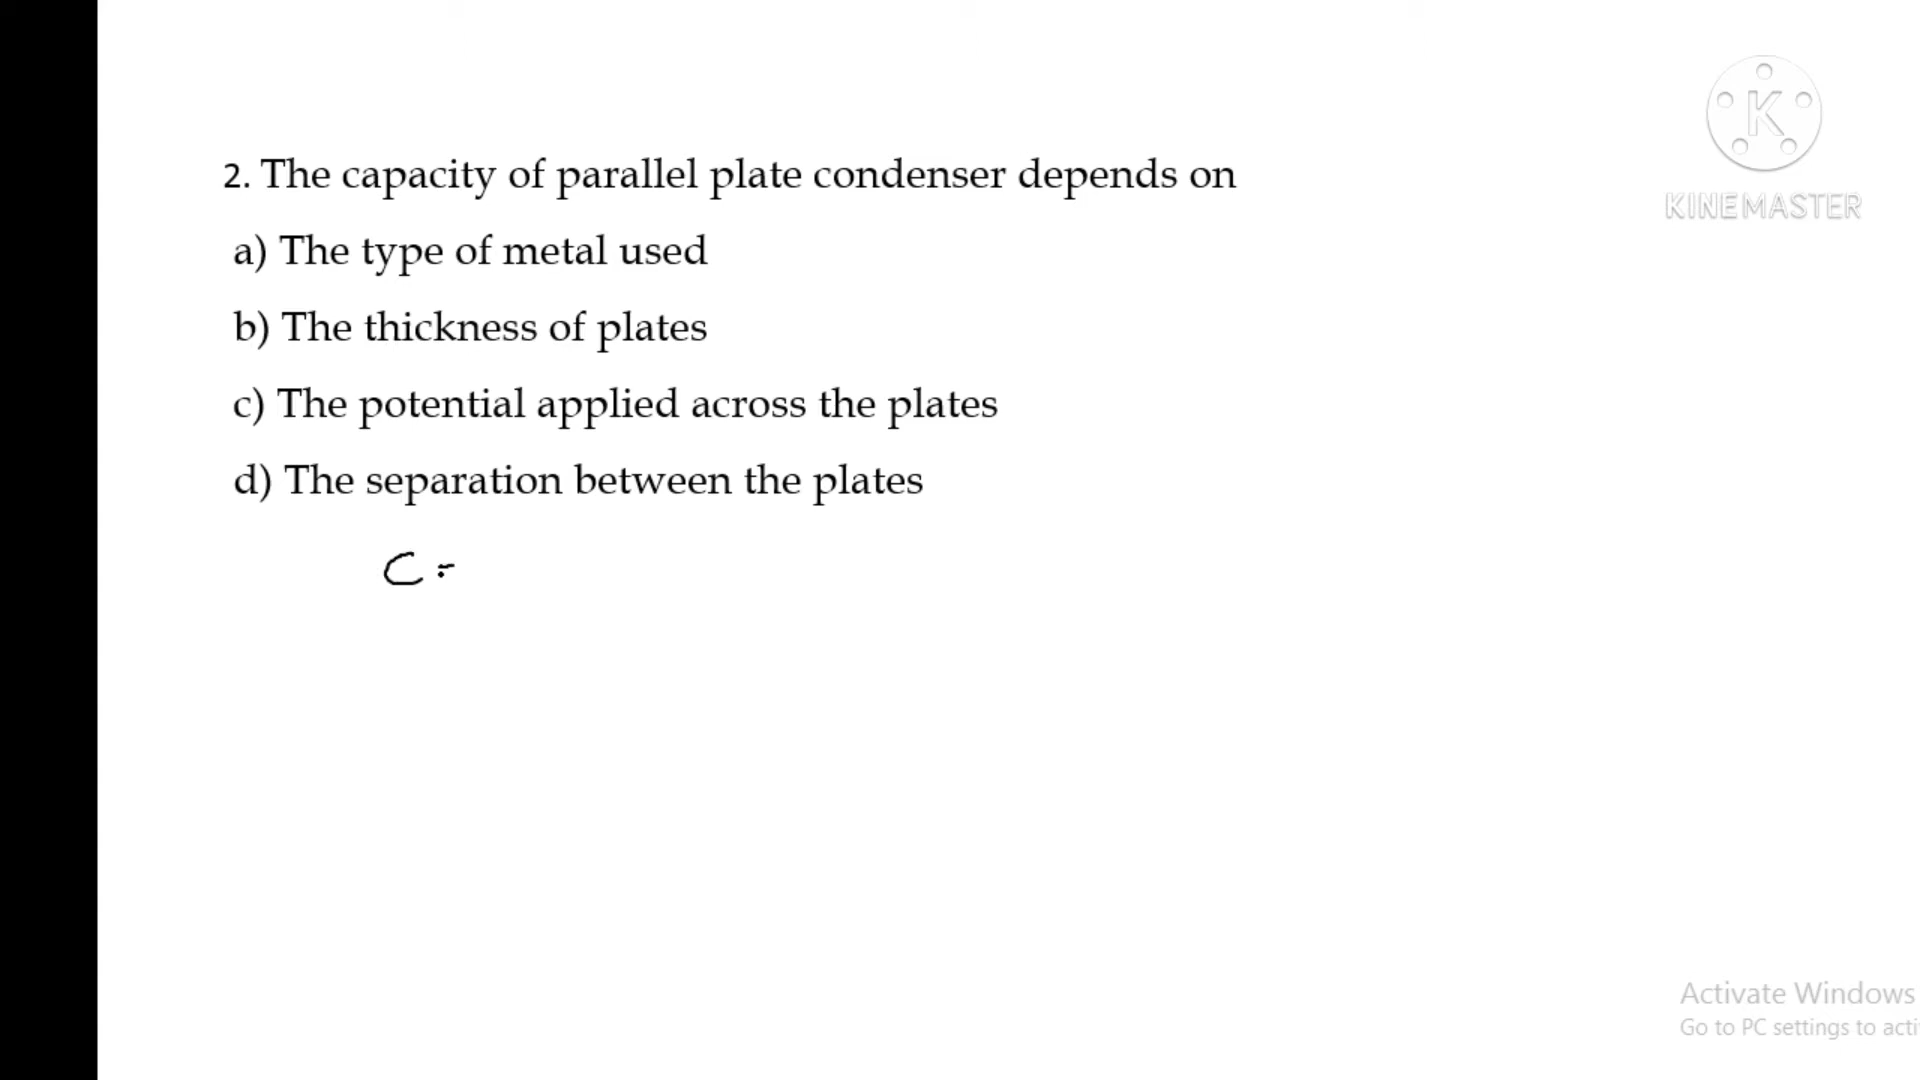 2. The capacity of parallel plate condenser depends on
a) The type of metal used
b) The thickness of plates
c) The potential applied across the plates
d) The separation between the plates
C =
K
KINEMASTER
Activate Windows
Go to PC settings to acti